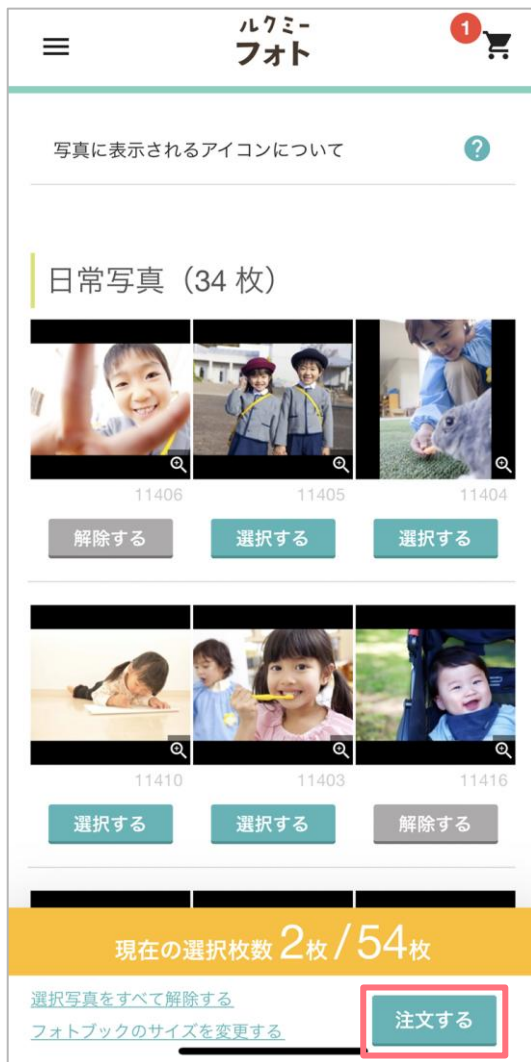 ルクミー
フォト
1
写真に表示されるアイコンについて
?
日常写真（34 枚）
11406
11405
11404
解除する
選択する
選択する
11410
11403
11416
選択する
選択する
解除する
現在の選択枚数 2枚/54枚
選択写真をすべて解除する
フォトブックのサイズを変更する
注文する